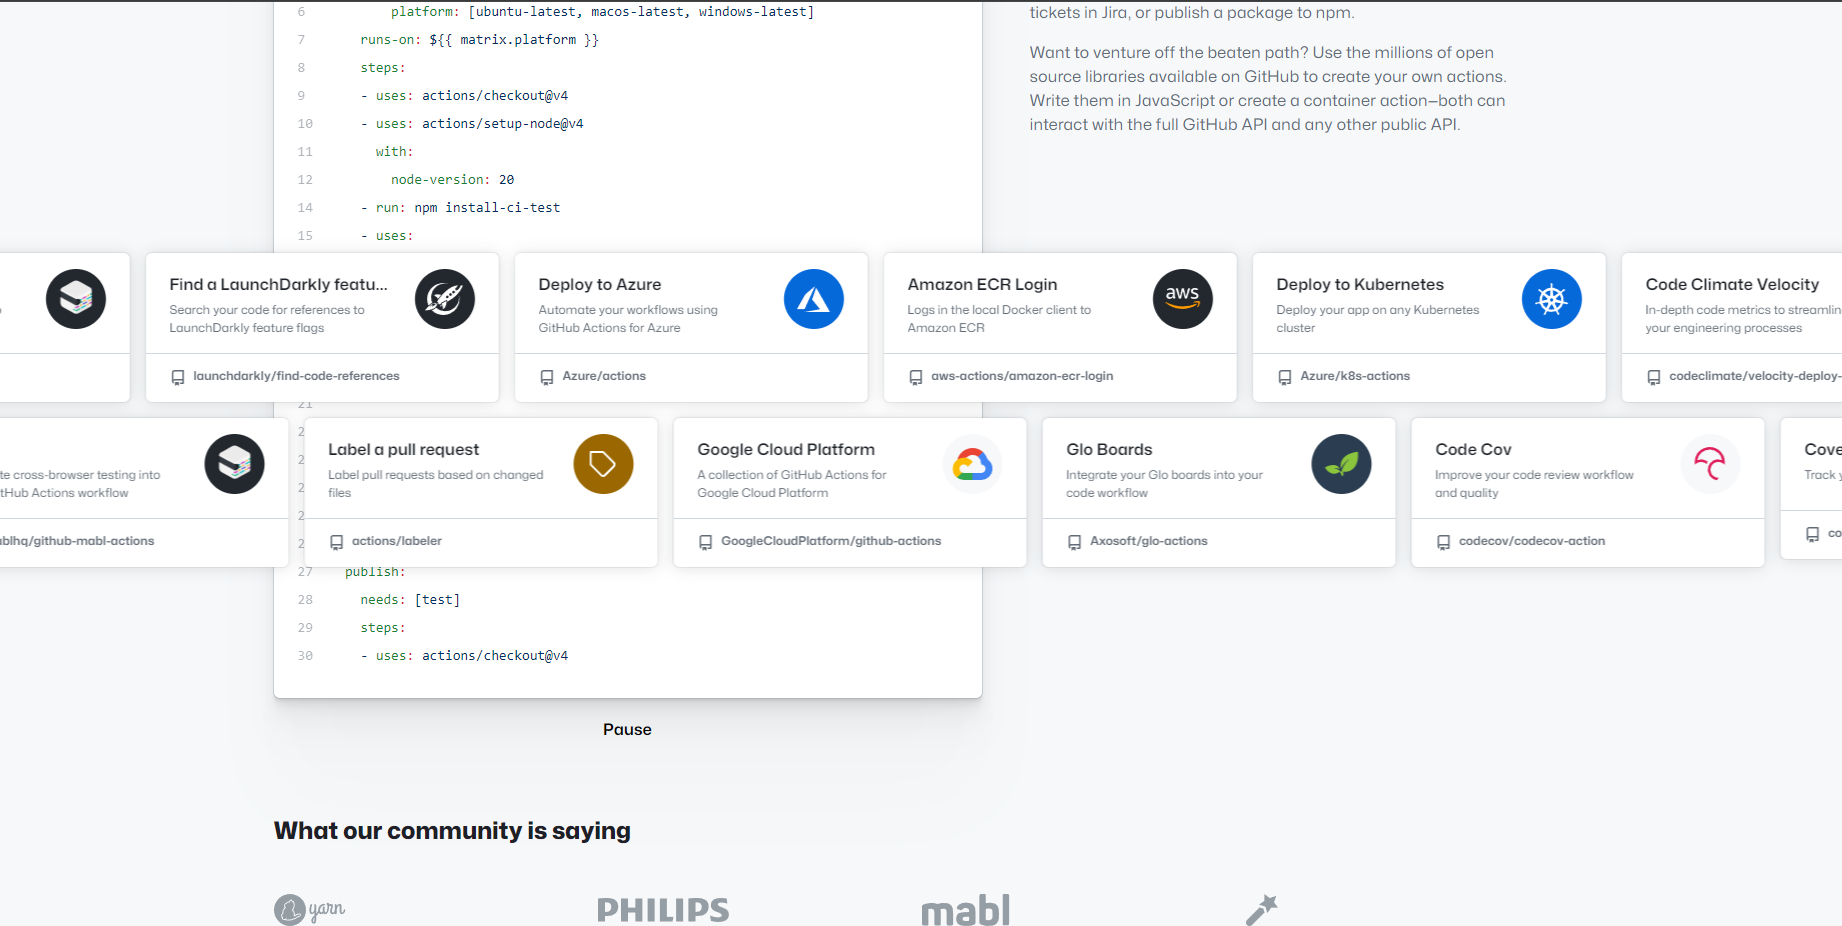 6 platform: [ubuntu-latest, macos-latest, windows-latest]
7 runs-on: ${{ matrix.platform }}
8 steps:
9 - uses: actions/checkout@v4
10 - uses: actions/setup-node@v4
11 with:
12 node-version: 20
14 - run: npm install-ci-test
15 - uses:
tickets in Jira, or publish a package to npm.
Want to venture off the beaten path? Use the millions of open
source libraries available on GitHub to create your own actions.
Write them in JavaScript or create a container action—both can
interact with the full GitHub API and any other public API.
Find a LaunchDarkly featu...
Search your code for references to
LaunchDarkly feature flags
launchdarkly/find-code-references
Deploy to Azure
Automate your workflows using
GitHub Actions for Azure
Azure/actions
Amazon ECR Login
Logs in the local Docker client to
Amazon ECR
aws
aws-actions/amazon-ecr-login
Deploy to Kubernetes
Deploy your app on any Kubernetes
cluster
Azure/k8s-actions
Code Climate Velocity
In-depth code metrics to streamlin
your engineering processes
codeclimate/velocity-deploy-
21
2
2
2
2
2
te cross-browser testing into
tHub Actions workflow
blhq/github-mabl-actions
Label a pull request
Label pull requests based on changed
files
actions/labeler
Google Cloud Platform
A collection of GitHub Actions for
Google Cloud Platform
GoogleCloudPlatform/github-actions
Glo Boards
Integrate your Glo boards into your
code workflow
Axosoft/glo-actions
Code Cov
Improve your code review workflow
and quality
codecov/codecov-action
Cove
Track
co
27 publish:
28 needs: [test]
29 steps:
30 - uses: actions/checkout@v4
Pause
What our community is saying
yarn
PHILIPS
mabl